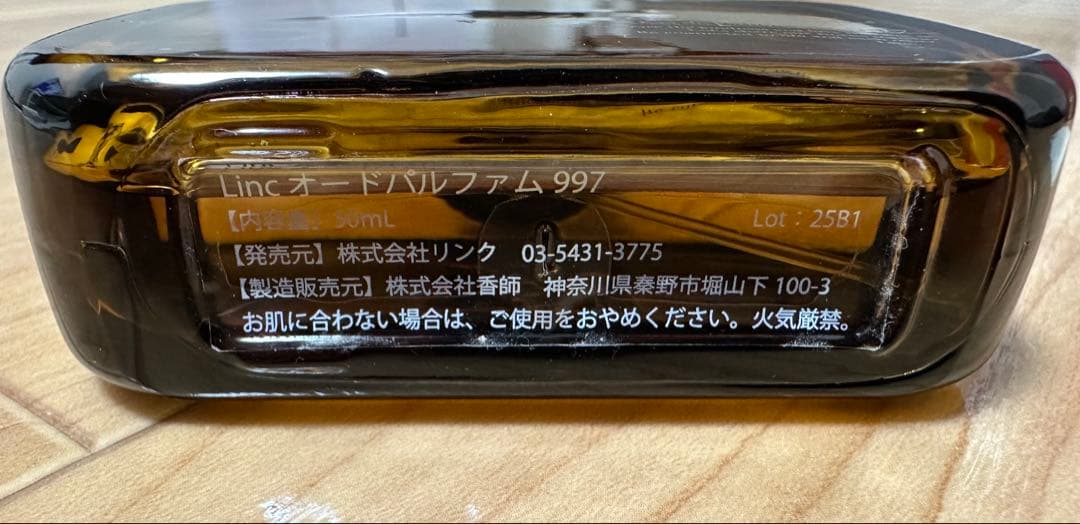 Linc オードパルファム 997
【内容量】50mL Lot：25B1
【発売元】株式会社リンク 03-5431-3775
【製造販売元】株式会社香師 神奈川県秦野市堀山下 100-3
お肌に合わない場合は、ご使用をおやめください。火気厳禁。